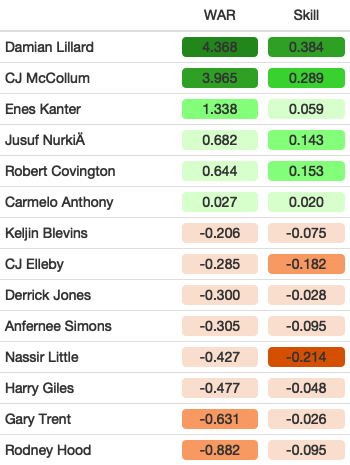 WAR Skill
Damian Lillard 4.368 0.384
CJ McCollum 3.965 0.289
Enes Kanter 1.338 0.059
Jusuf NurkiÄ 0.682 0.143
Robert Covington 0.644 0.153
Carmelo Anthony 0.027 0.020
Keljin Blevins -0.206 -0.075
CJ Elleby -0.285 -0.182
Derrick Jones -0.300 -0.028
Anfernee Simons -0.305 -0.095
Nassir Little -0.427 -0.214
Harry Giles -0.477 -0.048
Gary Trent -0.631 -0.026
Rodney Hood -0.882 -0.095